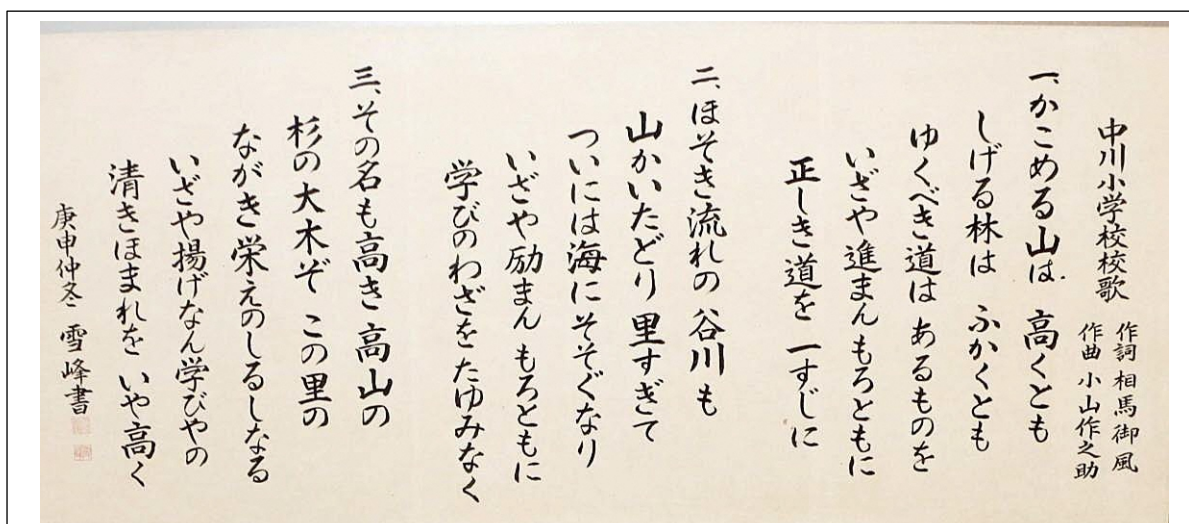 中川小学校校歌
作詞 相馬御風
作曲 小山作之助
一、かこめる山は 高くとも
しげる林は ふかくとも
ゆくべき道は あるものを
いざや進まん もろともに
正しき道を 一すじに
二、ほそき流れの 谷川も
山かいたどり 里すぎて
ついには海に そそぐなり
いざや励まん もろともに
学びのわざを たゆみなく
三、その名も高き 高山の
杉の大木ぞ この里の
ながき栄えの しるしなる
いざや揚げなん 学びやの
清きほまれを いや高く
庚申仲冬 雪峰書